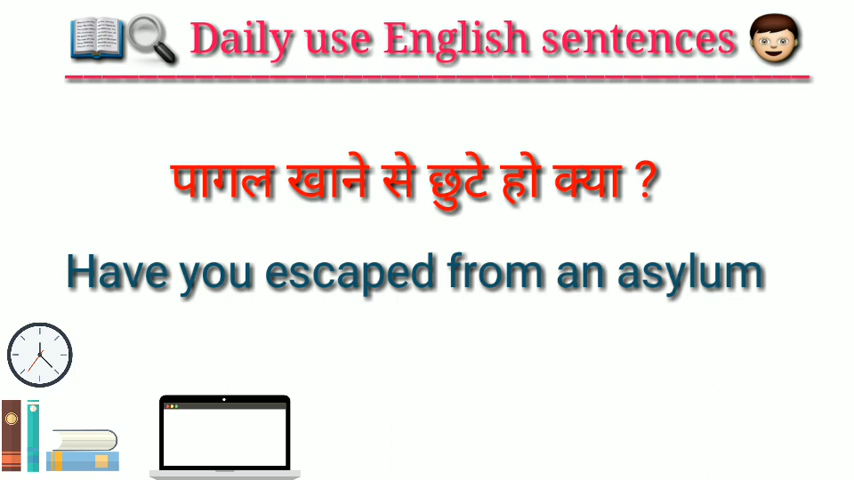 Daily use English sentences
पागल खाने से छुटे हो क्या ?
Have you escaped from an asylum